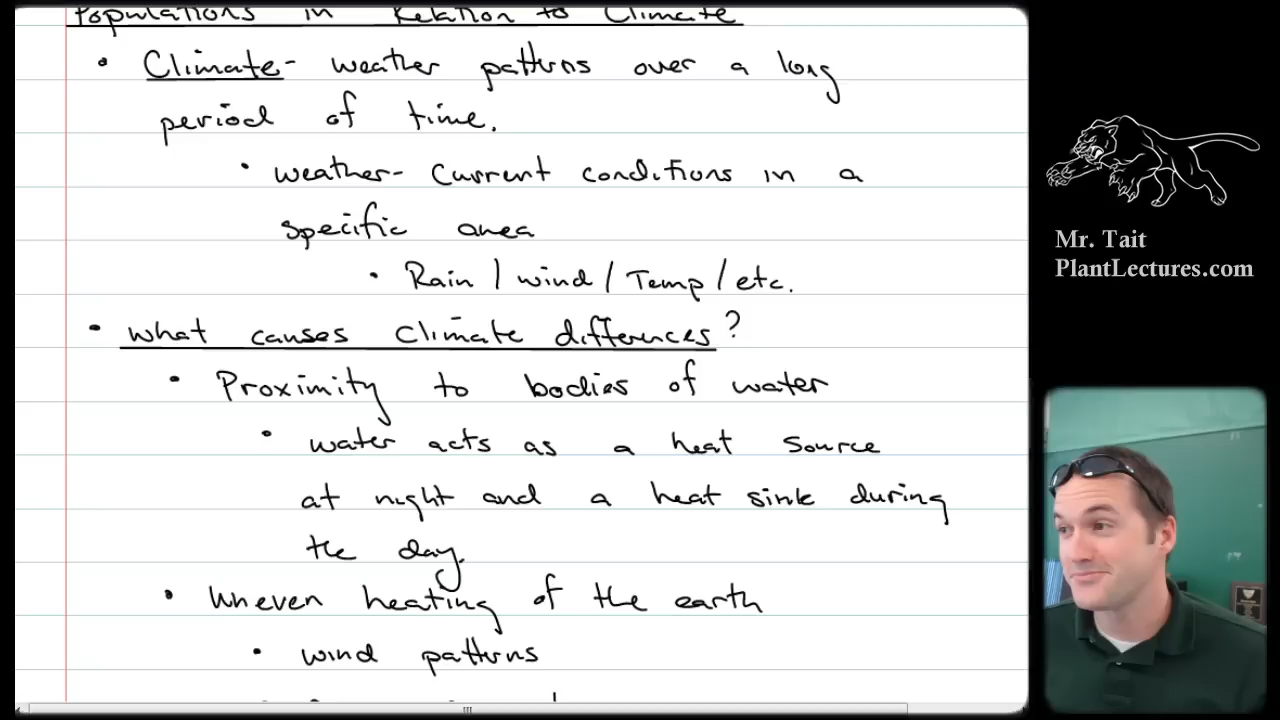 Populations in Relation to Climate
• Climate- weather patterns over a long
period of time.
• weather- current conditions in a
specific area
• Rain / wind / Temp / etc.
• what causes climate differences?
• Proximity to bodies of water
• water acts as a heat source
at night and a heat sink during
the day.
• Uneven heating of the earth
• wind patterns
Mr. Tait
PlantLectures.com